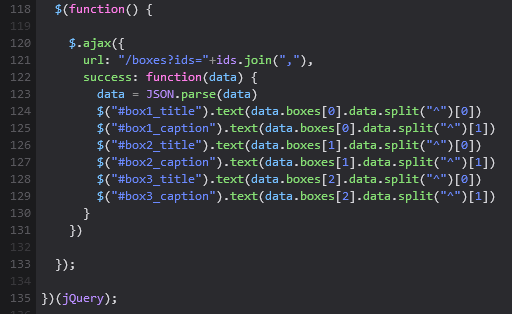 118 $(function() {
119
120 $.ajax({
121 url: "/boxes?ids="+ids.join(","),
122 success: function(data) {
123 data = JSON.parse(data)
124 $("#box1_title").text(data.boxes[0].data.split("^")[0])
125 $("#box1_caption").text(data.boxes[0].data.split("^")[1])
126 $("#box2_title").text(data.boxes[1].data.split("^")[0])
127 $("#box2_caption").text(data.boxes[1].data.split("^")[1])
128 $("#box3_title").text(data.boxes[2].data.split("^")[0])
129 $("#box3_caption").text(data.boxes[2].data.split("^")[1])
130 }
131 })
132
133 });
134
135 })(jQuery);